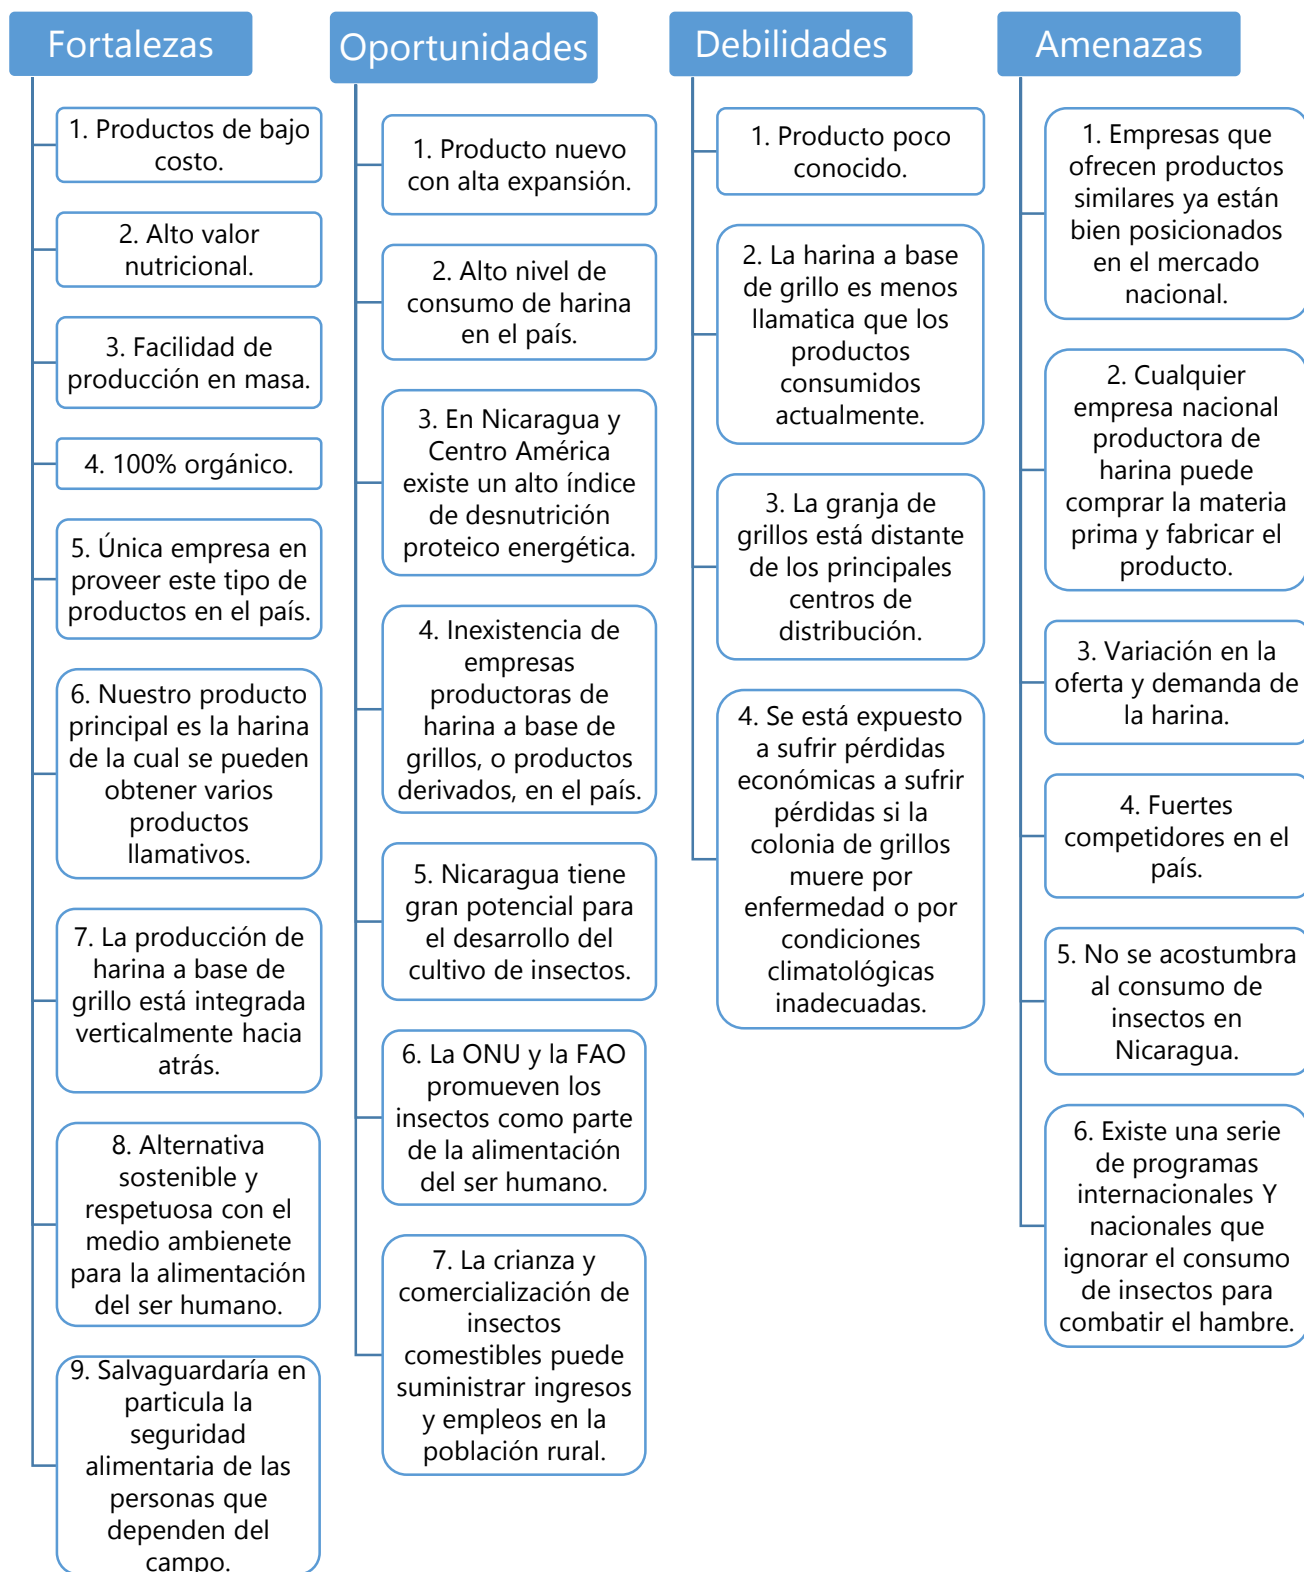 Fortalezas
1. Productos de bajo
costo.
2. Alto valor
nutricional.
3. Facilidad de
producción en masa.
4. 100% orgánico.
5. Única empresa en
proveer este tipo de
productos en el país.
6. Nuestro producto
principal es la harina
de la cual se pueden
obtener varios
productos
llamativos.
7. La producción de
harina a base de
grillo está integrada
verticalmente hacia
atrás.
8. Alternativa
sostenible y
respetuosa con el
medio ambienete
para la alimentación
del ser humano.
9. Salvaguardaría en
particula la
seguridad
alimentaria de las
personas que
dependen del
campo.
Oportunidades
1. Producto nuevo
con alta expansión.
2. Alto nivel de
consumo de harina
en el país.
3. En Nicaragua y
Centro América
existe un alto índice
de desnutrición
proteico energética.
4. Inexistencia de
empresas
productoras de
harina a base de
grillos, o productos
derivados, en el país.
5. Nicaragua tiene
gran potencial para
el desarrollo del
cultivo de insectos.
6. La ONU y la FAO
promueven los
insectos como parte
de la alimentación
del ser humano.
7. La crianza y
comercialización de
insectos
comestibles puede
suministrar ingresos
y empleos en la
población rural.
Debilidades
1. Producto poco
conocido.
2. La harina a base
de grillo es menos
llamatica que los
productos
consumidos
actualmente.
3. La granja de
grillos está distante
de los principales
centros de
distribución.
4. Se está expuesto
a sufrir pérdidas
económicas a sufrir
pérdidas si la
colonia de grillos
muere por
enfermedad o por
condiciones
climatológicas
inadecuadas.
Amenazas
1. Empresas que
ofrecen productos
similares ya están
bien posicionados
en el mercado
nacional.
2. Cualquier
empresa nacional
productora de
harina puede
comprar la materia
prima y fabricar el
producto.
3. Variación en la
oferta y demanda de
la harina.
4. Fuertes
competidores en el
país.
5. No se acostumbra
al consumo de
insectos en
Nicaragua.
6. Existe una serie
de programas
internacionales Y
nacionales que
ignorar el consumo
de insectos para
combatir el hambre.